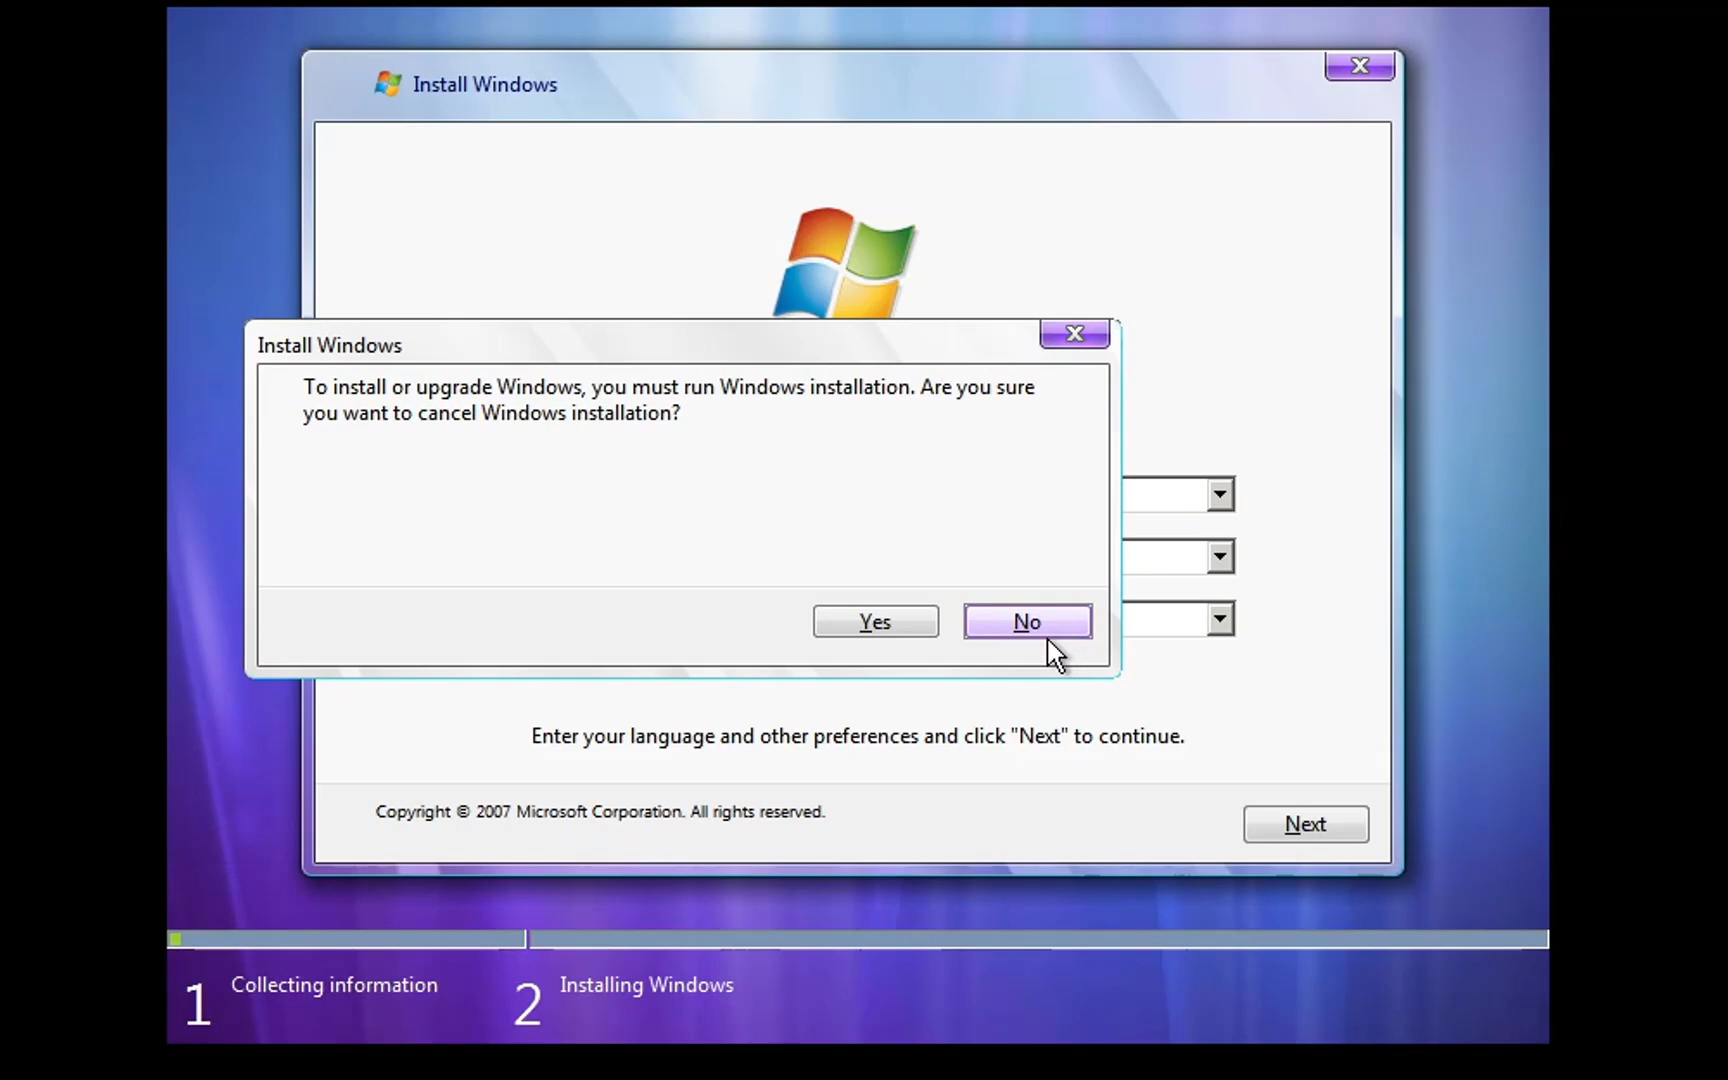 Install Windows
Install Windows
To install or upgrade Windows, you must run Windows installation. Are you sure
you want to cancel Windows installation?
Yes
No
Enter your language and other preferences and click "Next" to continue.
Copyright © 2007 Microsoft Corporation. All rights reserved.
Next
1 Collecting information
2 Installing Windows